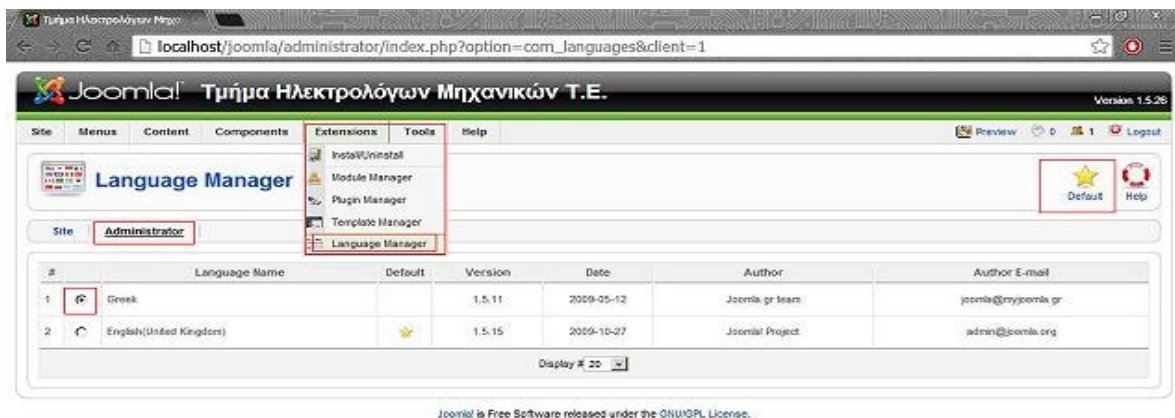 Τμήμα Ηλεκτρολόγων Μηχα
localhost/joomla/administrator/index.php?option=com_languages&client=1
Joomla! Τμήμα Ηλεκτρολόγων Μηχανικών Τ.Ε.
Version 1.5.26
Site Menus Content Components Extensions Tools Help Preview 0 1 Logout
Install/Uninstall
Module Manager
Plugin Manager
Template Manager
Language Manager
Language Manager
Default Help
Site Administrator
# Language Name Default Version Date Author Author E-mail
1 Greek 1.5.11 2009-05-12 Joomla.gr team joomla@myjoomla.gr
2 English(United Kingdom) 1.5.15 2009-10-27 Joomla! Project admin@joomla.org
Display # 20
Joomla! is Free Software released under the GNU/GPL License.